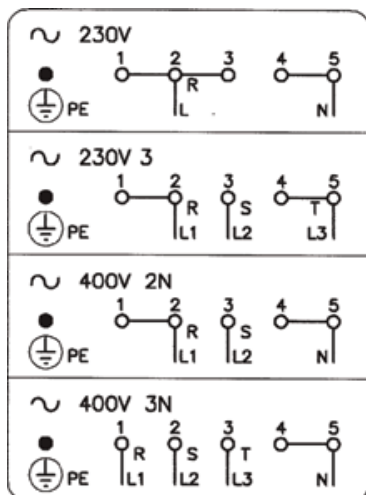 ~ 230V
1 2 3 4 5
R
PE L N
~ 230V 3
1 2 3 4 5
R S T
PE L1 L2 L3
~ 400V 2N
1 2 3 4 5
R S
PE L1 L2 N
~ 400V 3N
1 2 3 4 5
R S T
PE L1 L2 L3 N